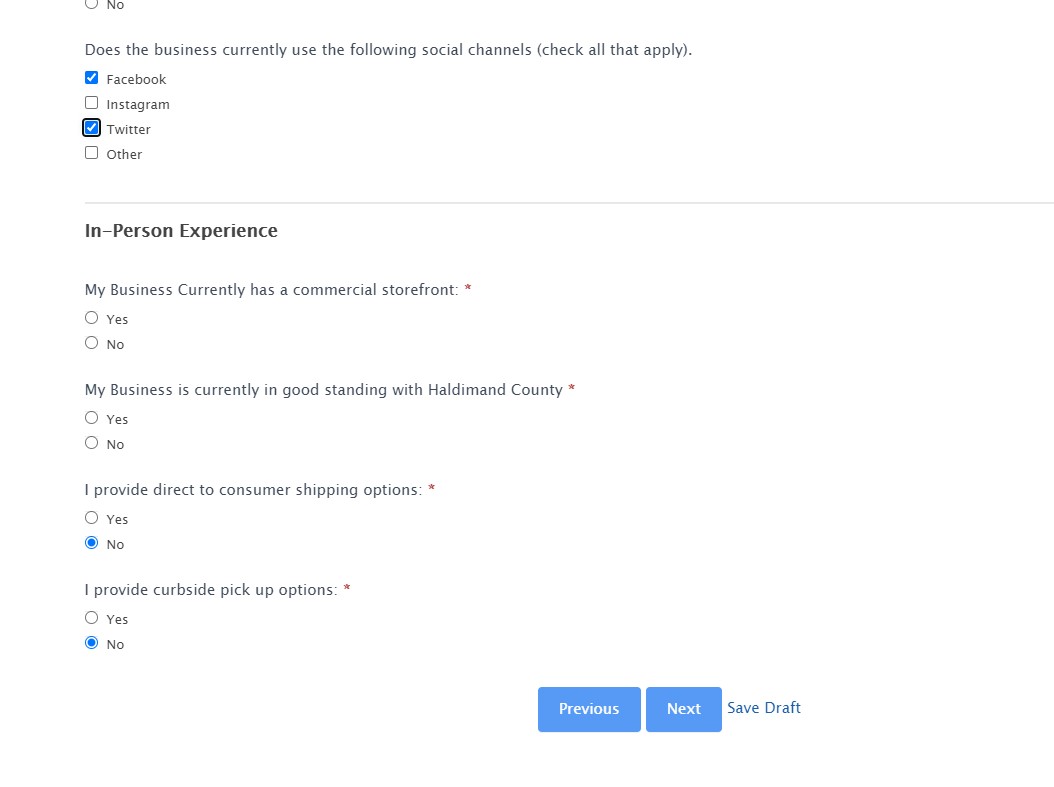 No
Does the business currently use the following social channels (check all that apply).
Facebook
Instagram
Twitter
Other
In-Person Experience
My Business Currently has a commercial storefront: *
Yes
No
My Business is currently in good standing with Haldimand County *
Yes
No
I provide direct to consumer shipping options: *
Yes
No
I provide curbside pick up options: *
Yes
No
Previous Next Save Draft